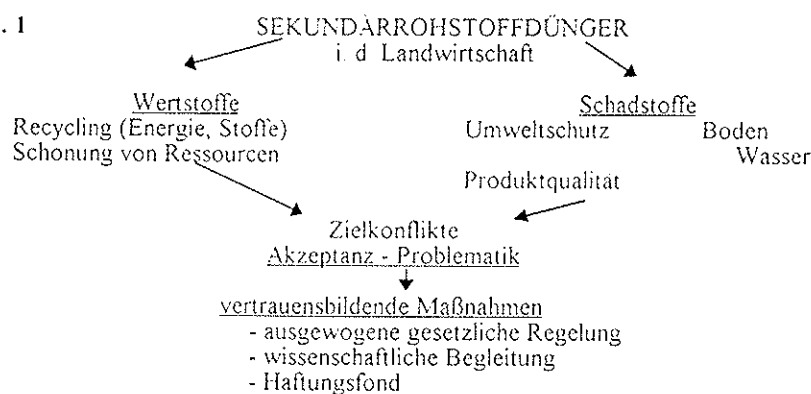 . 1
SEKUNDÄRROHSTOFFDÜNGER
i. d. Landwirtschaft
Wertstoffe
Recycling (Energie, Stoffe)
Schonung von Ressourcen
Schadstoffe
Umweltschutz Boden
Wasser
Produktqualität
Zielkonflikte
Akzeptanz - Problematik
vertrauensbildende Maßnahmen
- ausgewogene gesetzliche Regelung
- wissenschaftliche Begleitung
- Haftungsfond